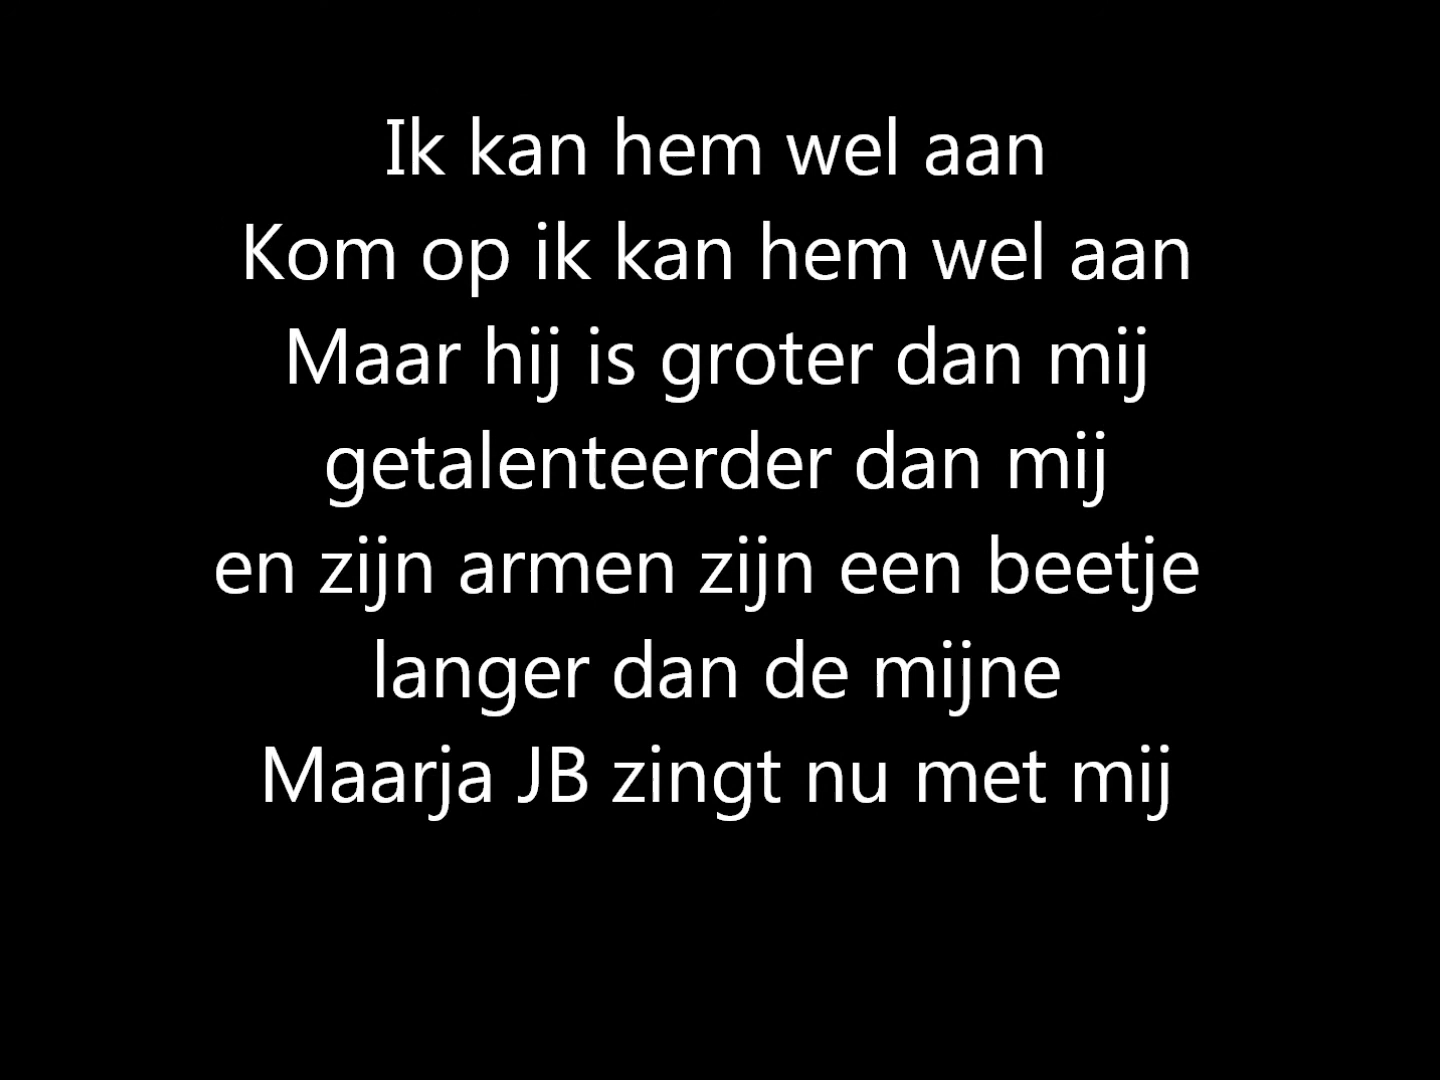 Ik kan hem wel aan
Kom op ik kan hem wel aan
Maar hij is groter dan mij
getalenteerder dan mij
en zijn armen zijn een beetje
langer dan de mijne
Maarja JB zingt nu met mij